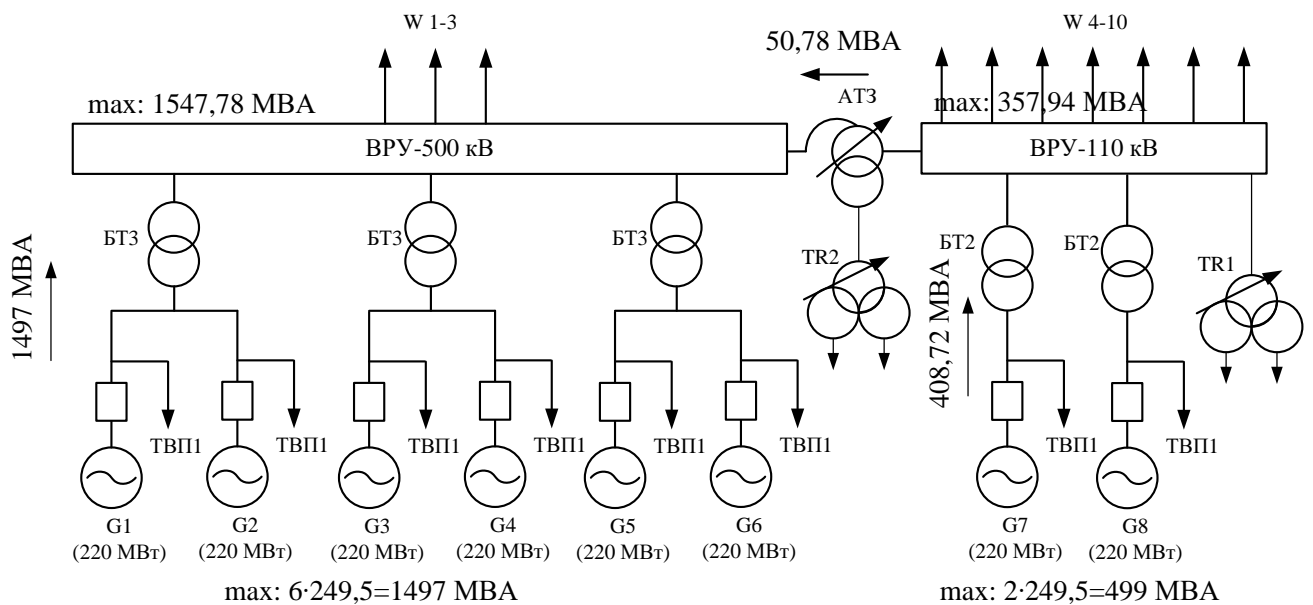 W 1-3
50,78 МВА
W 4-10
max: 1547,78 МВА
АТ3
max: 357,94 МВА
ВРУ-500 кВ
ВРУ-110 кВ
БТ3
БТ3
БТ3
БТ2
БТ2
TR2
TR1
1497 МВА
408,72 МВА
ТВП1
ТВП1
ТВП1
ТВП1
ТВП1
ТВП1
ТВП1
ТВП1
G1
(220 МВт)
G2
(220 МВт)
G3
(220 МВт)
G4
(220 МВт)
G5
(220 МВт)
G6
(220 МВт)
G7
(220 МВт)
G8
(220 МВт)
max: 6·249,5=1497 МВА
max: 2·249,5=499 МВА